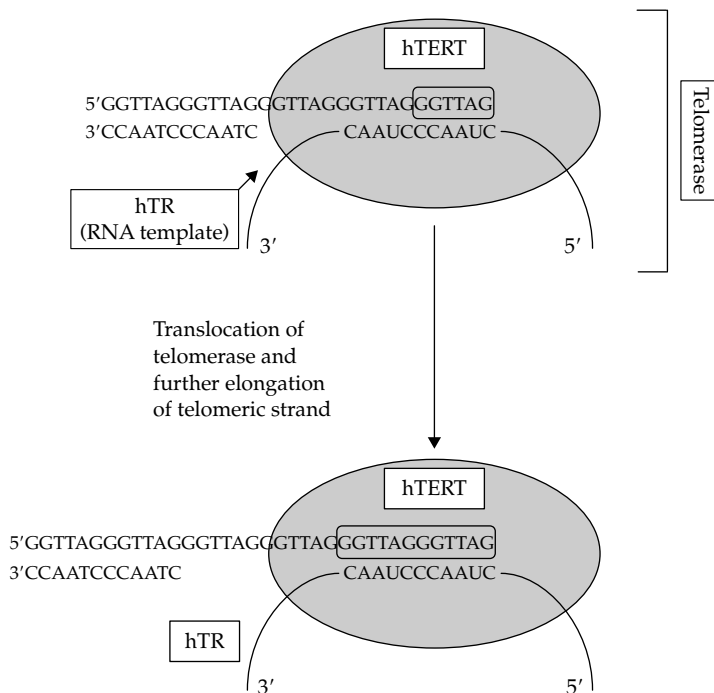 hTERT
5′GGTTAGGGTTAGGGTTAGGGTTAGGGTTAG
3′CCAATCCCAATC
CAAUCCCAAUC
hTR
(RNA template)
3′
5′
Telomerase
Translocation of
telomerase and
further elongation
of telomeric strand
hTERT
5′GGTTAGGGTTAGGGTTAGGGTTAGGGTTAGGGTTAG
3′CCAATCCCAATC
CAAUCCCAAUC
hTR
3′
5′